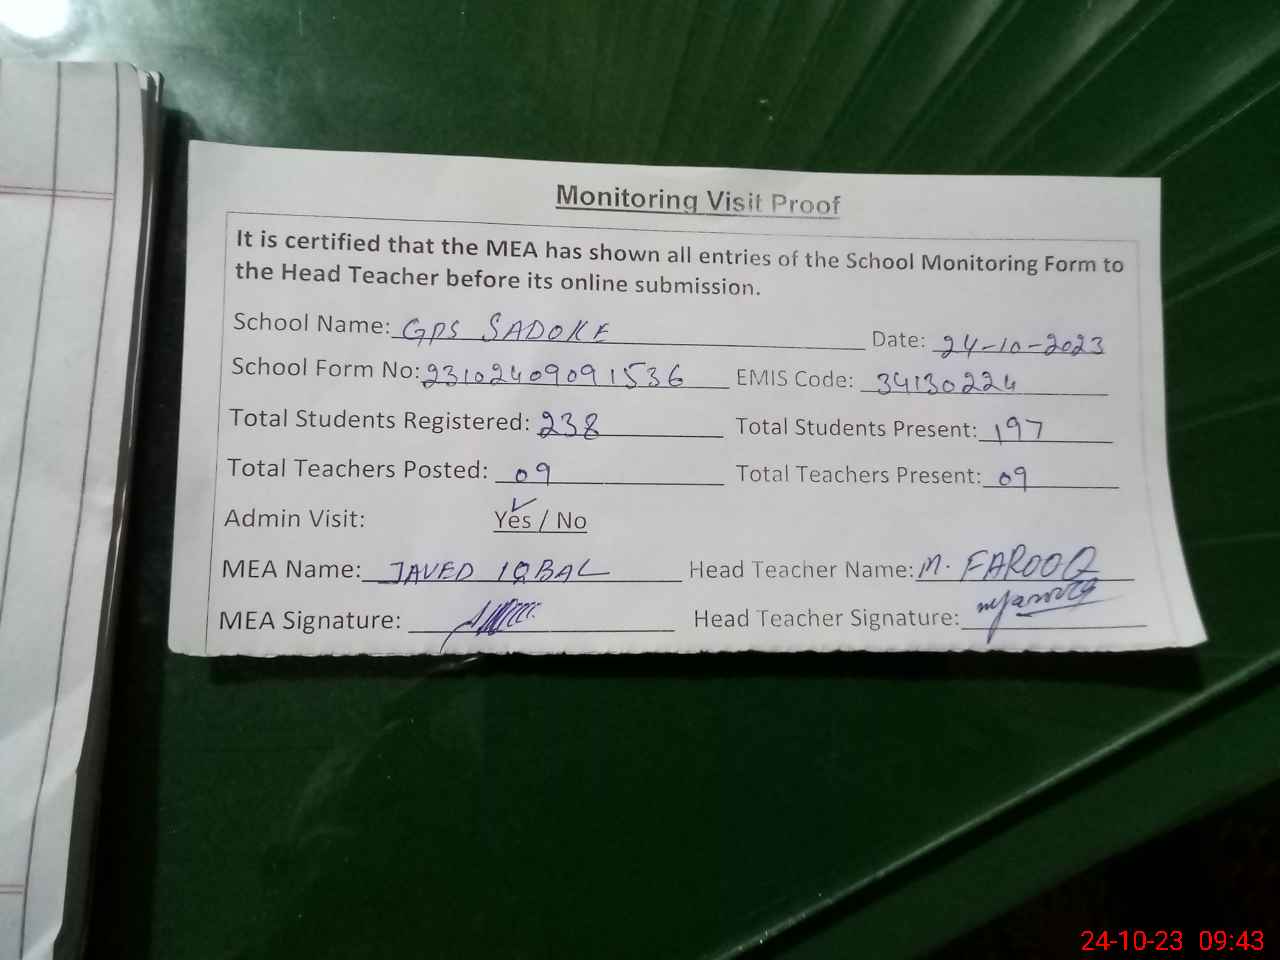 Monitoring Visit Proof
It is certified that the MEA has shown all entries of the School Monitoring Form to
the Head Teacher before its online submission.
School Name: GPS SADOKE Date: 24-10-2023
School Form No: 23102409091536 EMIS Code: 34130224
Total Students Registered: 238 Total Students Present: 197
Total Teachers Posted: 09 Total Teachers Present: 09
Admin Visit: Yes / No
MEA Name: JAVED IQBAL Head Teacher Name: M. FAROOQ
MEA Signature: Head Teacher Signature: mfarooq
24-10-23 09:43